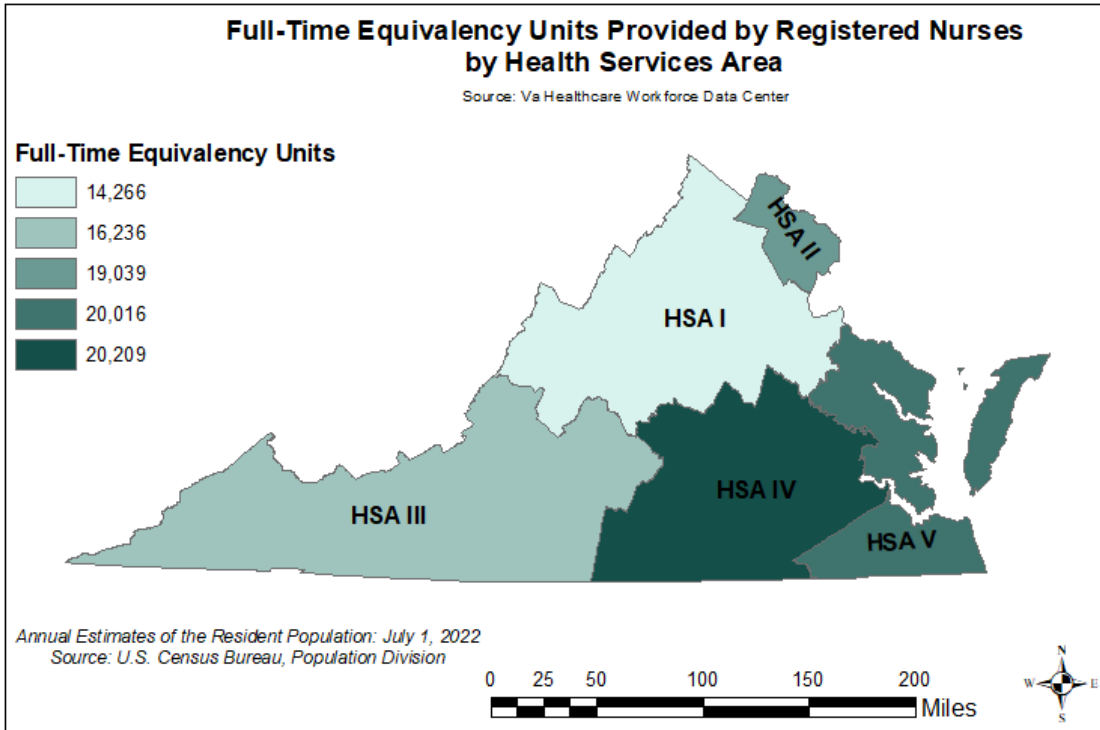 Full-Time Equivalency Units Provided by Registered Nurses
by Health Services Area
Source: Va Healthcare Workforce Data Center
Full-Time Equivalency Units
14,266
16,236
19,039
20,016
20,209
HSA II
HSA I
HSA IV
HSA III
HSA V
Annual Estimates of the Resident Population: July 1, 2022
Source: U.S. Census Bureau, Population Division
0 25 50 100 150 200
Miles
N
W E
S